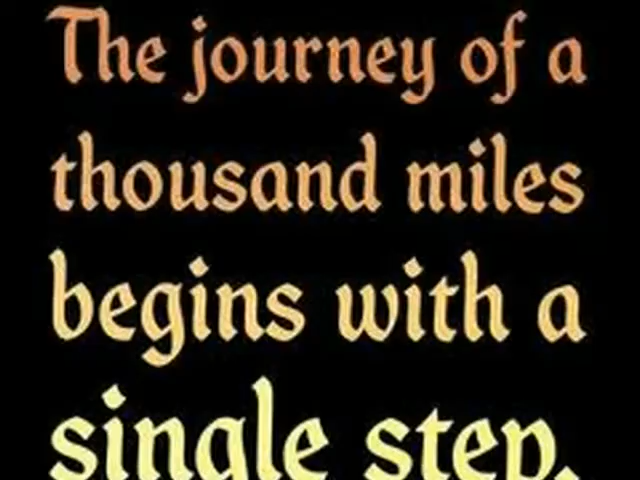 The journey of a
thousand miles
begins with a
single step.